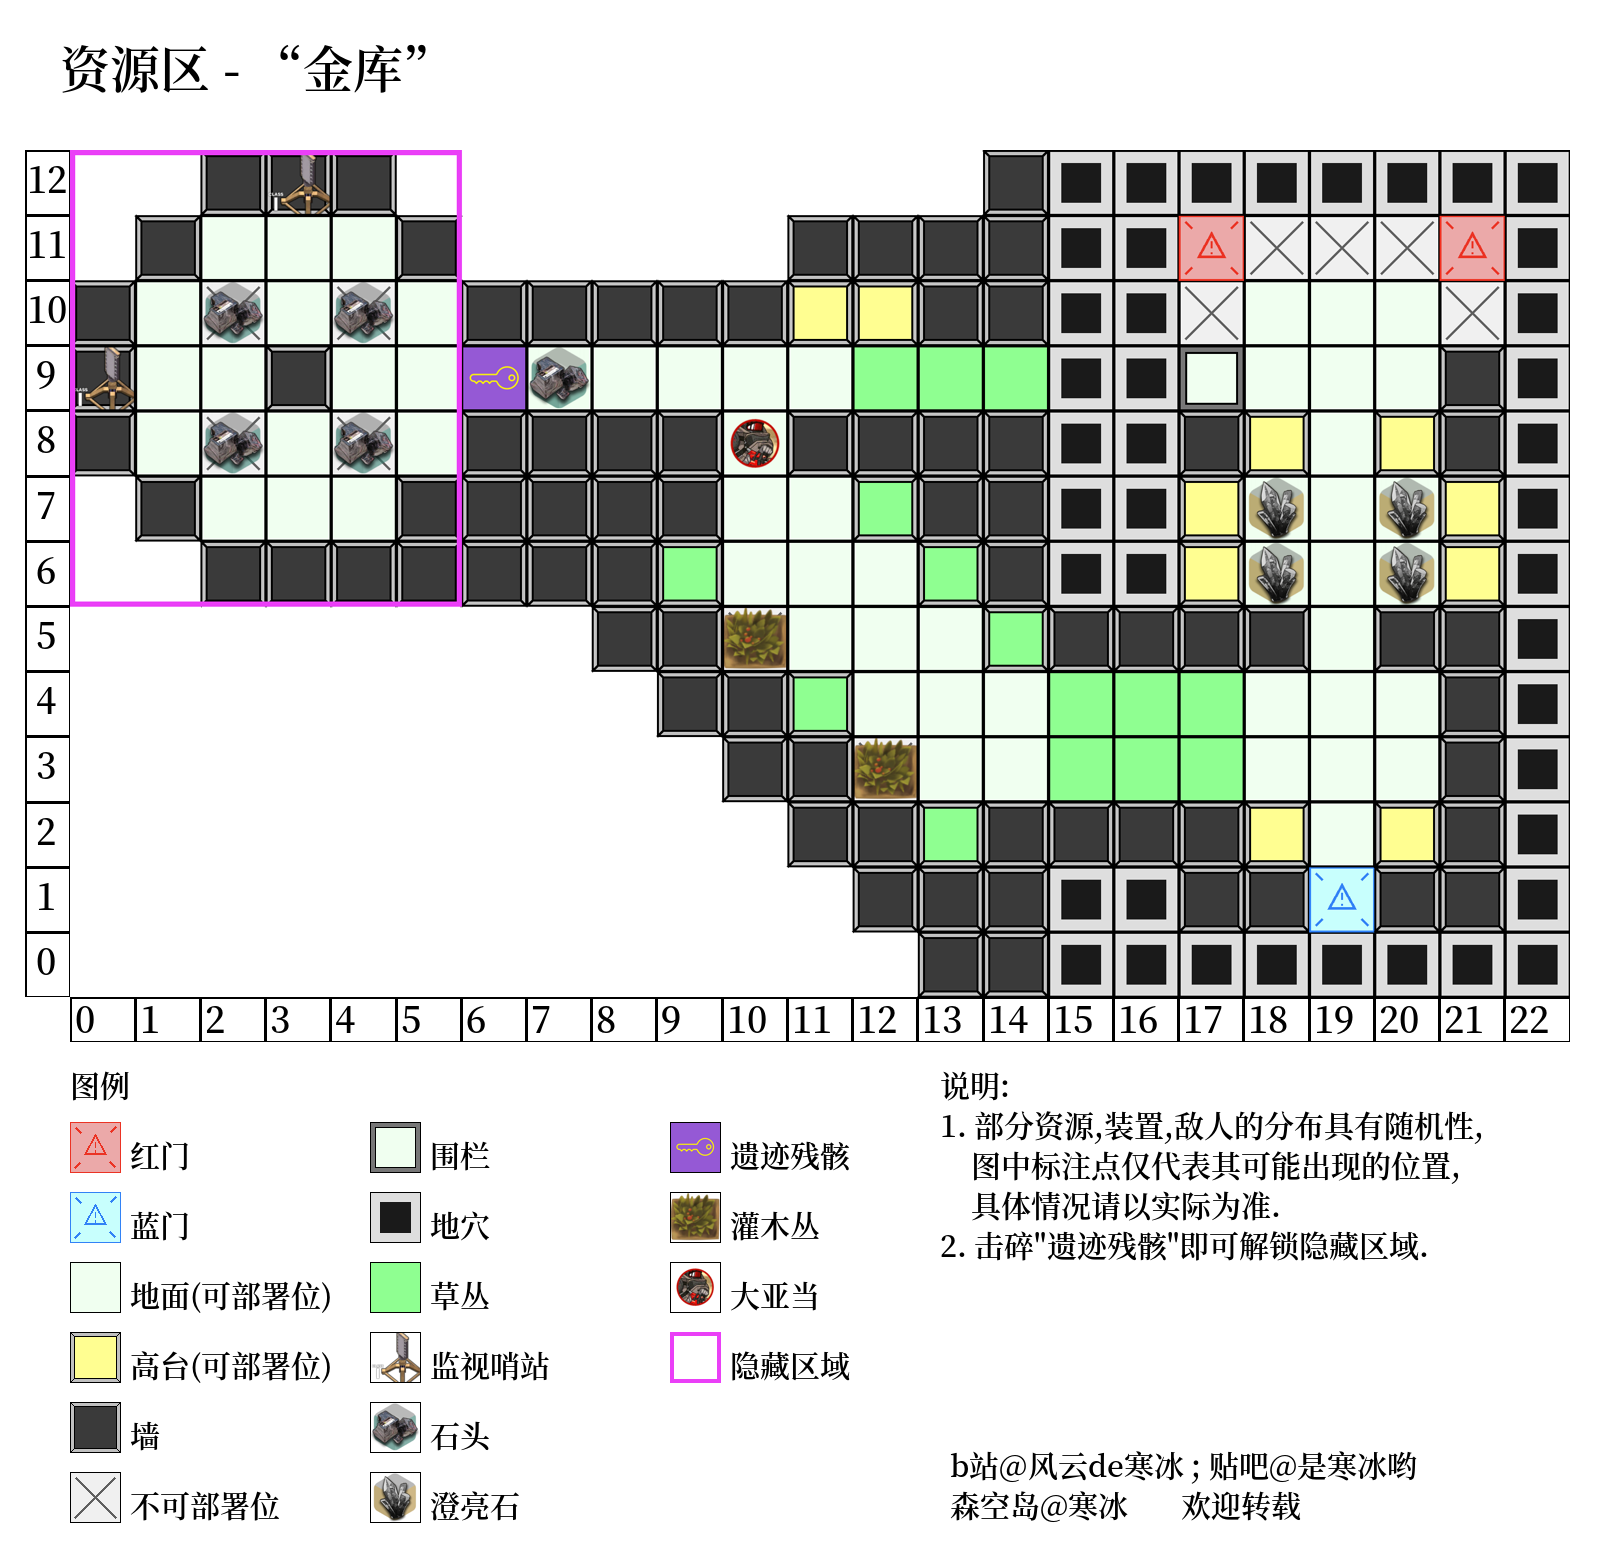 资源区 - “金库”
12
11
10
9
8
7
6
5
4
3
2
1
0
0 1 2 3 4 5 6 7 8 9 10 11 12 13 14 15 16 17 18 19 20 21 22
图例
红门
蓝门
地面(可部署位)
高台(可部署位)
墙
不可部署位
围栏
地穴
草丛
监视哨站
石头
澄亮石
遗迹残骸
灌木丛
大亚当
隐藏区域
说明:
1. 部分资源,装置,敌人的分布具有随机性,
图中标注点仅代表其可能出现的位置,
具体情况请以实际为准.
2. 击碎"遗迹残骸"即可解锁隐藏区域.
b站@风云de寒冰 ; 贴吧@是寒冰哟
森空岛@寒冰 欢迎转载